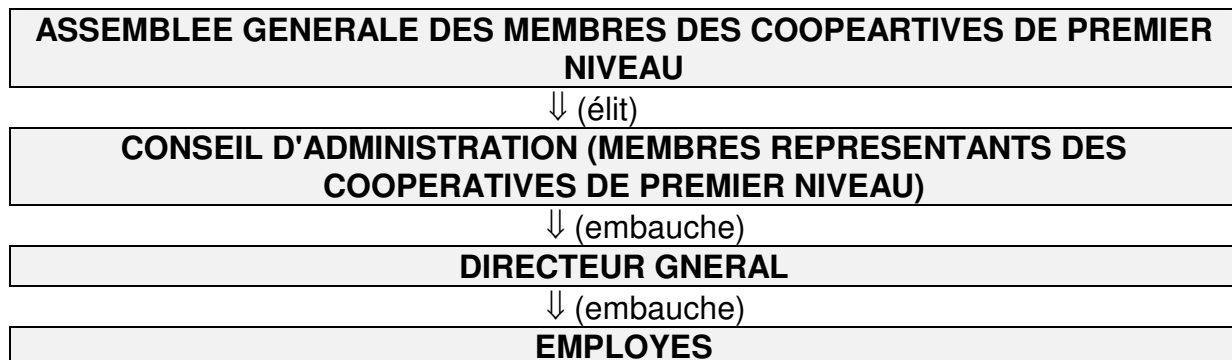 ASSEMBLEE GENERALE DES MEMBRES DES COOPEARTIVES DE PREMIER
NIVEAU
⇓ (élit)
CONSEIL D'ADMINISTRATION (MEMBRES REPRESENTANTS DES
COOPERATIVES DE PREMIER NIVEAU)
⇓ (embauche)
DIRECTEUR GNERAL
⇓ (embauche)
EMPLOYES